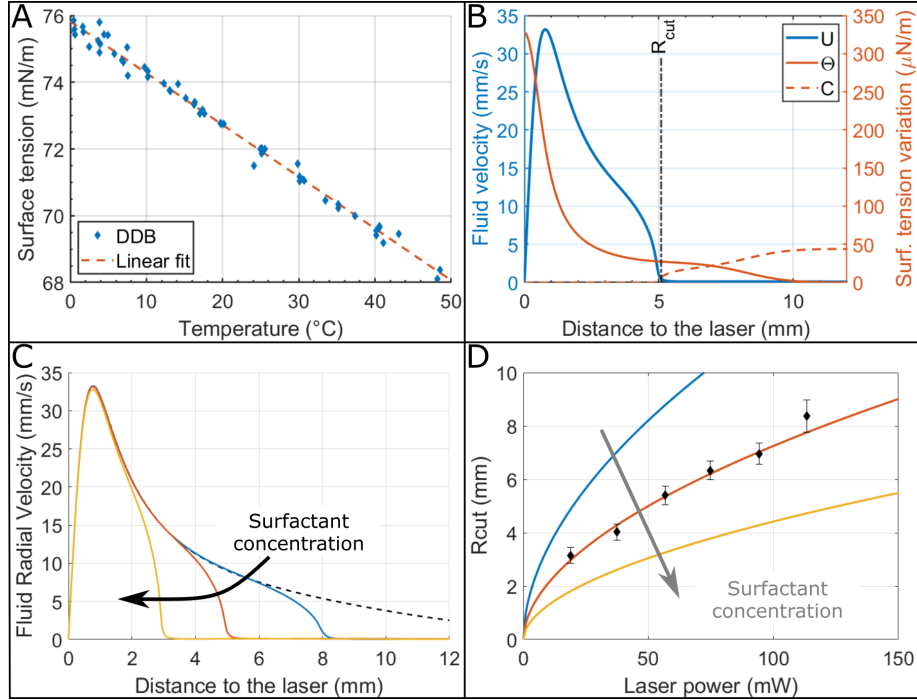 A
Surface tension (mN/m)
76
74
72
70
68
DDB
Linear fit
0
10
20
30
40
50
Temperature (°C)
B
Fluid velocity (mm/s)
35
30
25
20
15
10
5
0
R_cut
U
Θ
C
350
300
250
200
150
100
50
0
Surf. tension variation (μN/m)
0
5
10
Distance to the laser (mm)
C
Fluid Radial Velocity (mm/s)
35
30
25
20
15
10
5
0
Surfactant
concentration
0
2
4
6
8
10
12
Distance to the laser (mm)
D
Rcut (mm)
10
8
6
4
2
0
Surfactant
concentration
0
50
100
150
Laser power (mW)